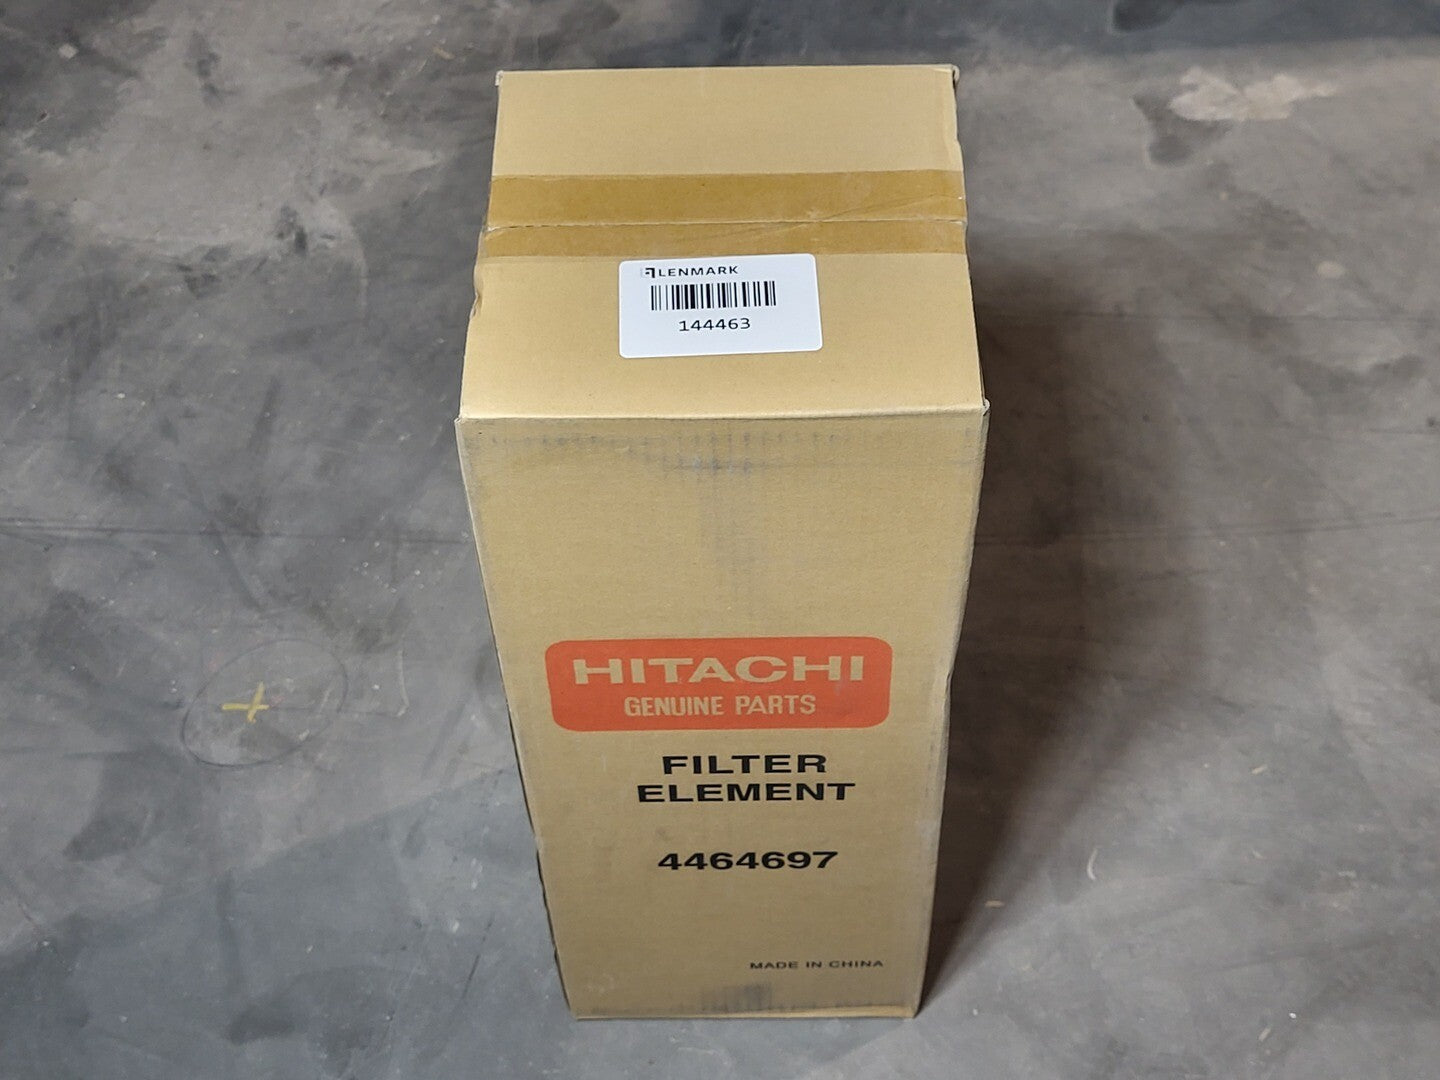 LENMARK
144463
HITACHI
GENUINE PARTS
FILTER
ELEMENT
4464697
MADE IN CHINA